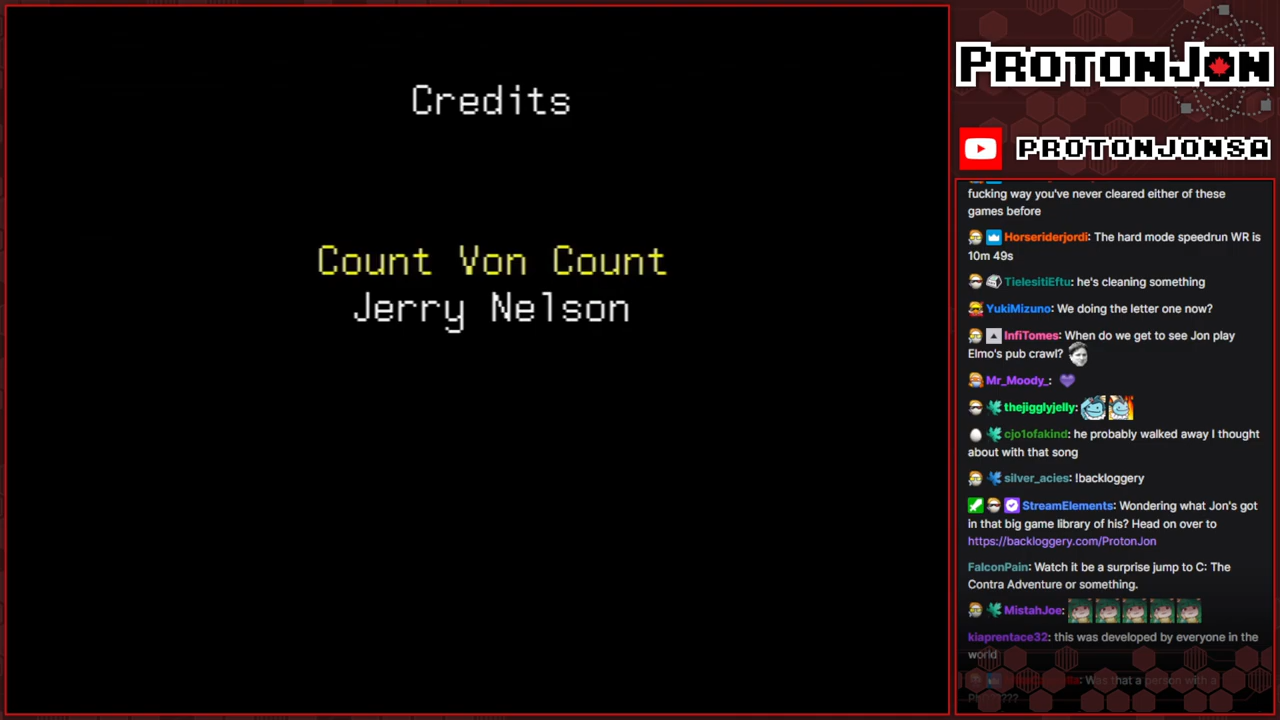 Credits
Count Von Count
Jerry Nelson
PROTONJON
PROTONJONSA
fucking way you've never cleared either of these
games before
Horseriderjordi: The hard mode speedrun WR is
10m 49s
TielesitiEftu: he's cleaning something
YukiMizuno: We doing the letter one now?
InfiTomes: When do we get to see Jon play
Elmo's pub crawl?
Mr_Moody_:
thejigglyjelly:
cjo1ofakind: he probably walked away I thought
about with that song
silver_acies: !backloggery
StreamElements: Wondering what Jon's got
in that big game library of his? Head on over to
https://backloggery.com/ProtonJon
FalconPain: Watch it be a surprise jump to C: The
Contra Adventure or something.
MistahJoe:
kiaprentace32: this was developed by everyone in the
world
Was that a person with a